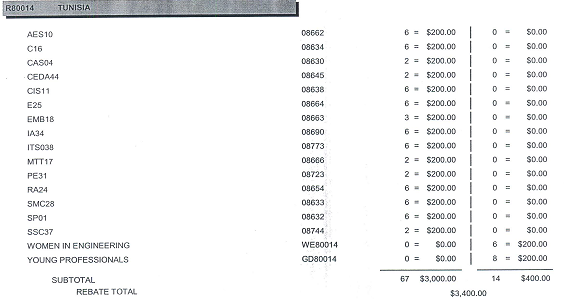 R80014 TUNISIA
AES10 08662 6 = $200.00 0 = $0.00
C16 08634 6 = $200.00 0 = $0.00
CAS04 08630 2 = $200.00 0 = $0.00
CEDA44 08645 2 = $200.00 0 = $0.00
CIS11 08638 6 = $200.00 0 = $0.00
E25 08664 6 = $200.00 0 = $0.00
EMB18 08663 3 = $200.00 0 = $0.00
IA34 08690 6 = $200.00 0 = $0.00
ITS038 08773 6 = $200.00 0 = $0.00
MTT17 08666 2 = $200.00 0 = $0.00
PE31 08723 2 = $200.00 0 = $0.00
RA24 08654 6 = $200.00 0 = $0.00
SMC28 08633 6 = $200.00 0 = $0.00
SP01 08632 6 = $200.00 0 = $0.00
SSC37 08744 2 = $200.00 0 = $0.00
WOMEN IN ENGINEERING WE80014 0 = $0.00 6 = $200.00
YOUNG PROFESSIONALS GD80014 0 = $0.00 8 = $200.00
SUBTOTAL 67 $3,000.00 14 $400.00
REBATE TOTAL $3,400.00